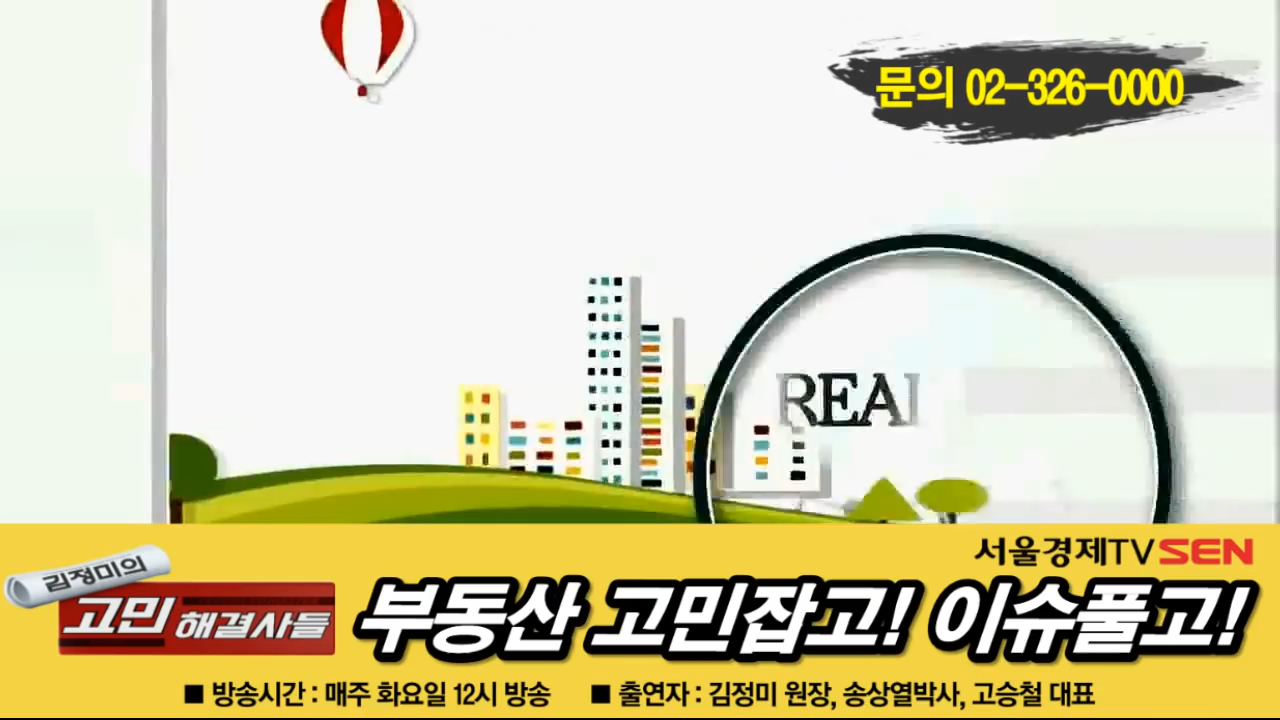 문의 02-326-0000
REAL
서울경제TV SEN
김정미의
고민 해결사들
부동산 고민잡고! 이슈풀고!
■ 방송시간 : 매주 화요일 12시 방송 ■ 출연자 : 김정미 원장, 송상열박사, 고승철 대표